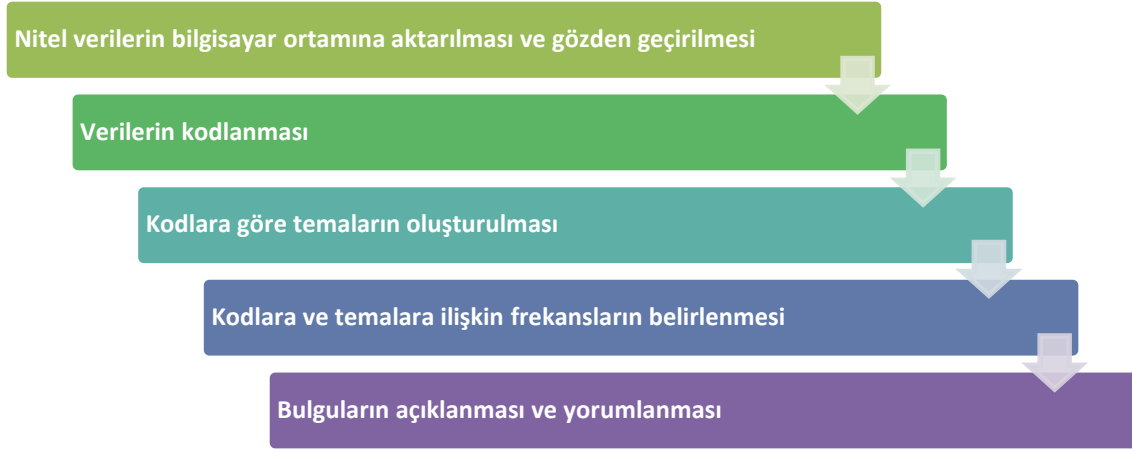 Nitel verilerin bilgisayar ortamına aktarılması ve gözden geçirilmesi
Verilerin kodlanması
Kodlara göre temaların oluşturulması
Kodlara ve temalara ilişkin frekansların belirlenmesi
Bulguların açıklanması ve yorumlanması